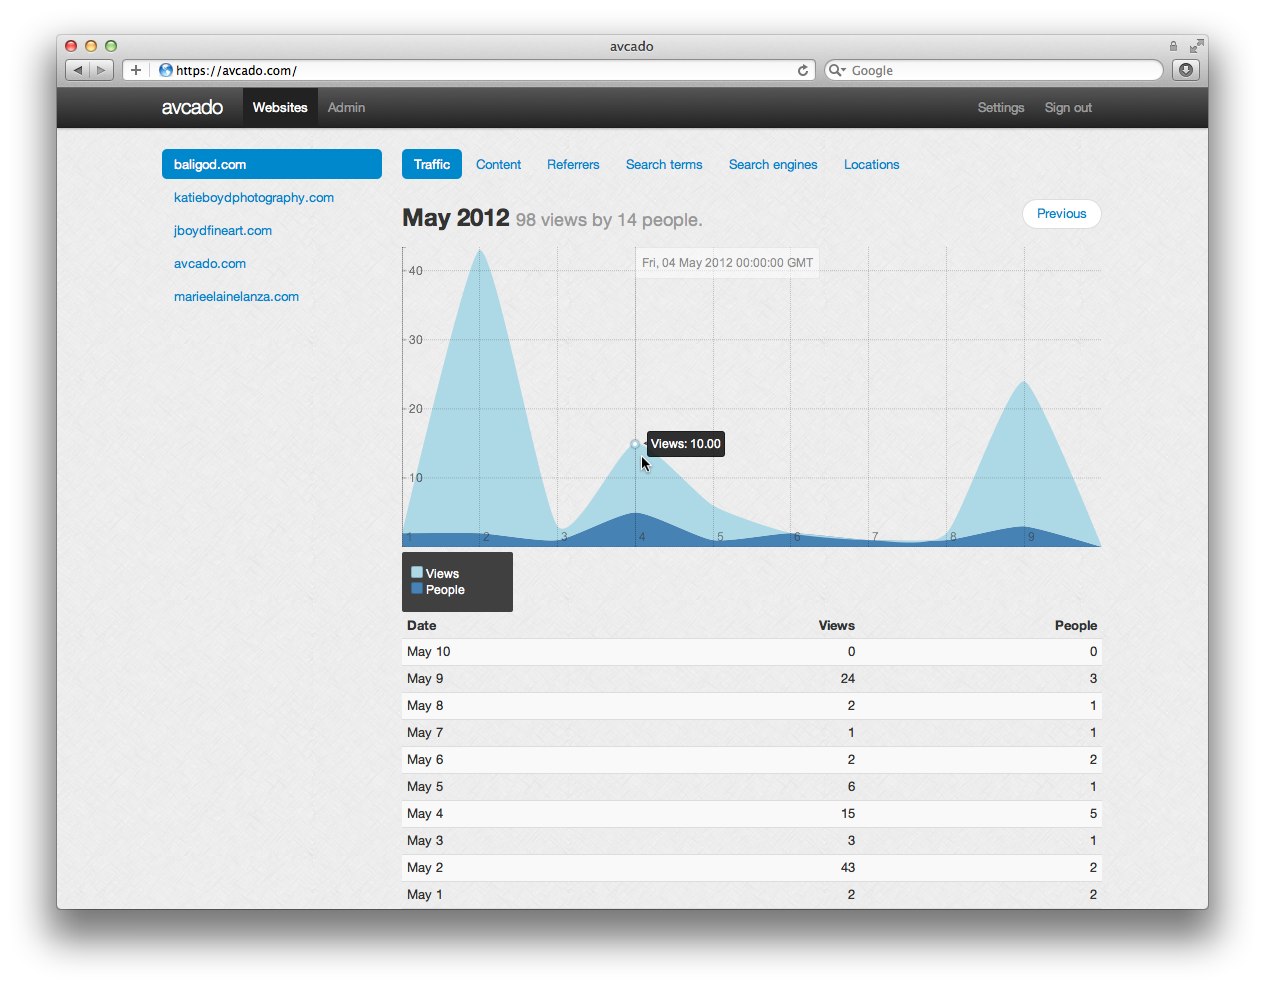 avcado
https://avcado.com/
Google
avcado Websites Admin Settings Sign out
baligod.com
katieboydphotography.com
jboydfineart.com
avcado.com
marieelainelanza.com
Traffic Content Referrers Search terms Search engines Locations
May 2012 98 views by 14 people.
Previous
Fri, 04 May 2012 00:00:00 GMT
40
30
20
Views: 10.00
10
1 2 3 4 5 6 7 8 9
Views
People
Date Views People
May 10 0 0
May 9 24 3
May 8 2 1
May 7 1 1
May 6 2 2
May 5 6 1
May 4 15 5
May 3 3 1
May 2 43 2
May 1 2 2